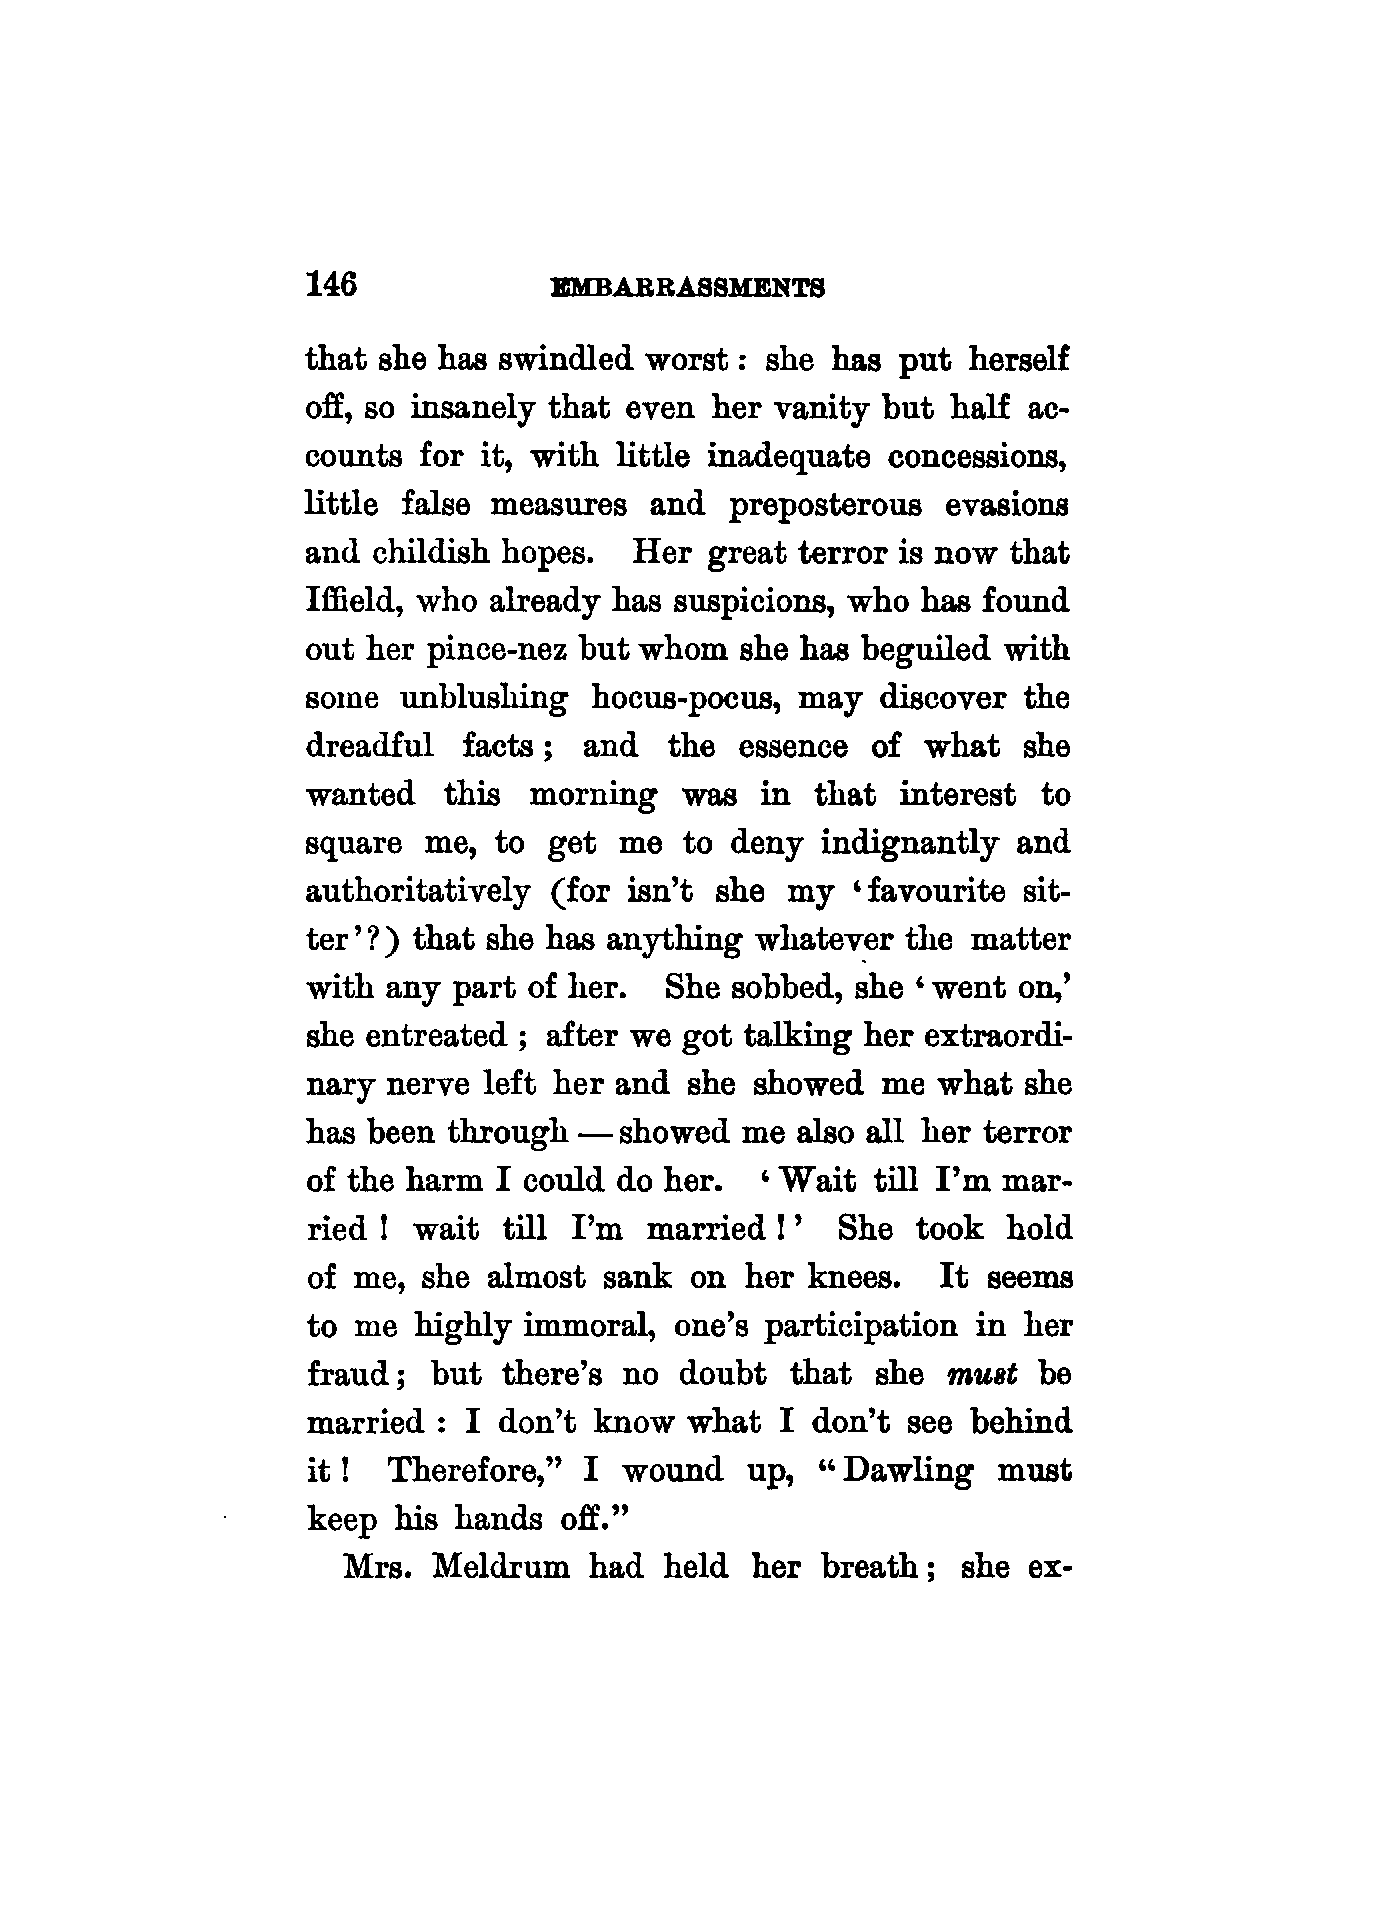 146 EMBARRASSMENTS
that she has swindled worst: she has put herself
off, so insanely that even her vanity but half ac-
counts for it, with little inadequate concessions,
little false measures and preposterous evasions
and childish hopes. Her great terror is now that
Iffield, who already has suspicions, who has found
out her pince-nez but whom she has beguiled with
some unblushing hocus-pocus, may discover the
dreadful facts; and the essence of what she
wanted this morning was in that interest to
square me, to get me to deny indignantly and
authoritatively (for isn't she my 'favourite sit-
ter'?) that she has anything whatever the matter
with any part of her. She sobbed, she 'went on,'
she entreated; after we got talking her extraordi-
nary nerve left her and she showed me what she
has been through — showed me also all her terror
of the harm I could do her. 'Wait till I'm mar-
ried! wait till I'm married!' She took hold
of me, she almost sank on her knees. It seems
to me highly immoral, one's participation in her
fraud; but there's no doubt that she must be
married: I don't know what I don't see behind
it! Therefore," I wound up, "Dawling must
keep his hands off."
Mrs. Meldrum had held her breath; she ex-